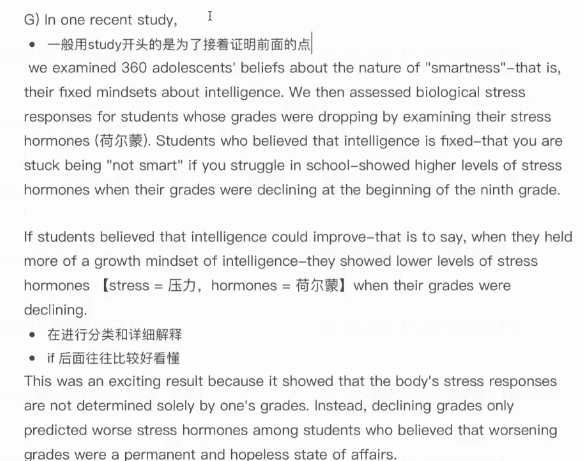 G) In one recent study,
• 一般用study开头的是为了接着证明前面的点
we examined 360 adolescents' beliefs about the nature of "smartness"–that is,
their fixed mindsets about intelligence. We then assessed biological stress
responses for students whose grades were dropping by examining their stress
hormones (荷尔蒙). Students who believed that intelligence is fixed–that you are
stuck being "not smart" if you struggle in school–showed higher levels of stress
hormones when their grades were declining at the beginning of the ninth grade.
If students believed that intelligence could improve–that is to say, when they held
more of a growth mindset of intelligence–they showed lower levels of stress
hormones 【stress = 压力，hormones = 荷尔蒙】when their grades were
declining.
• 在进行分类和详细解释
• if 后面往往比较好看懂
This was an exciting result because it showed that the body's stress responses
are not determined solely by one's grades. Instead, declining grades only
predicted worse stress hormones among students who believed that worsening
grades were a permanent and hopeless state of affairs.